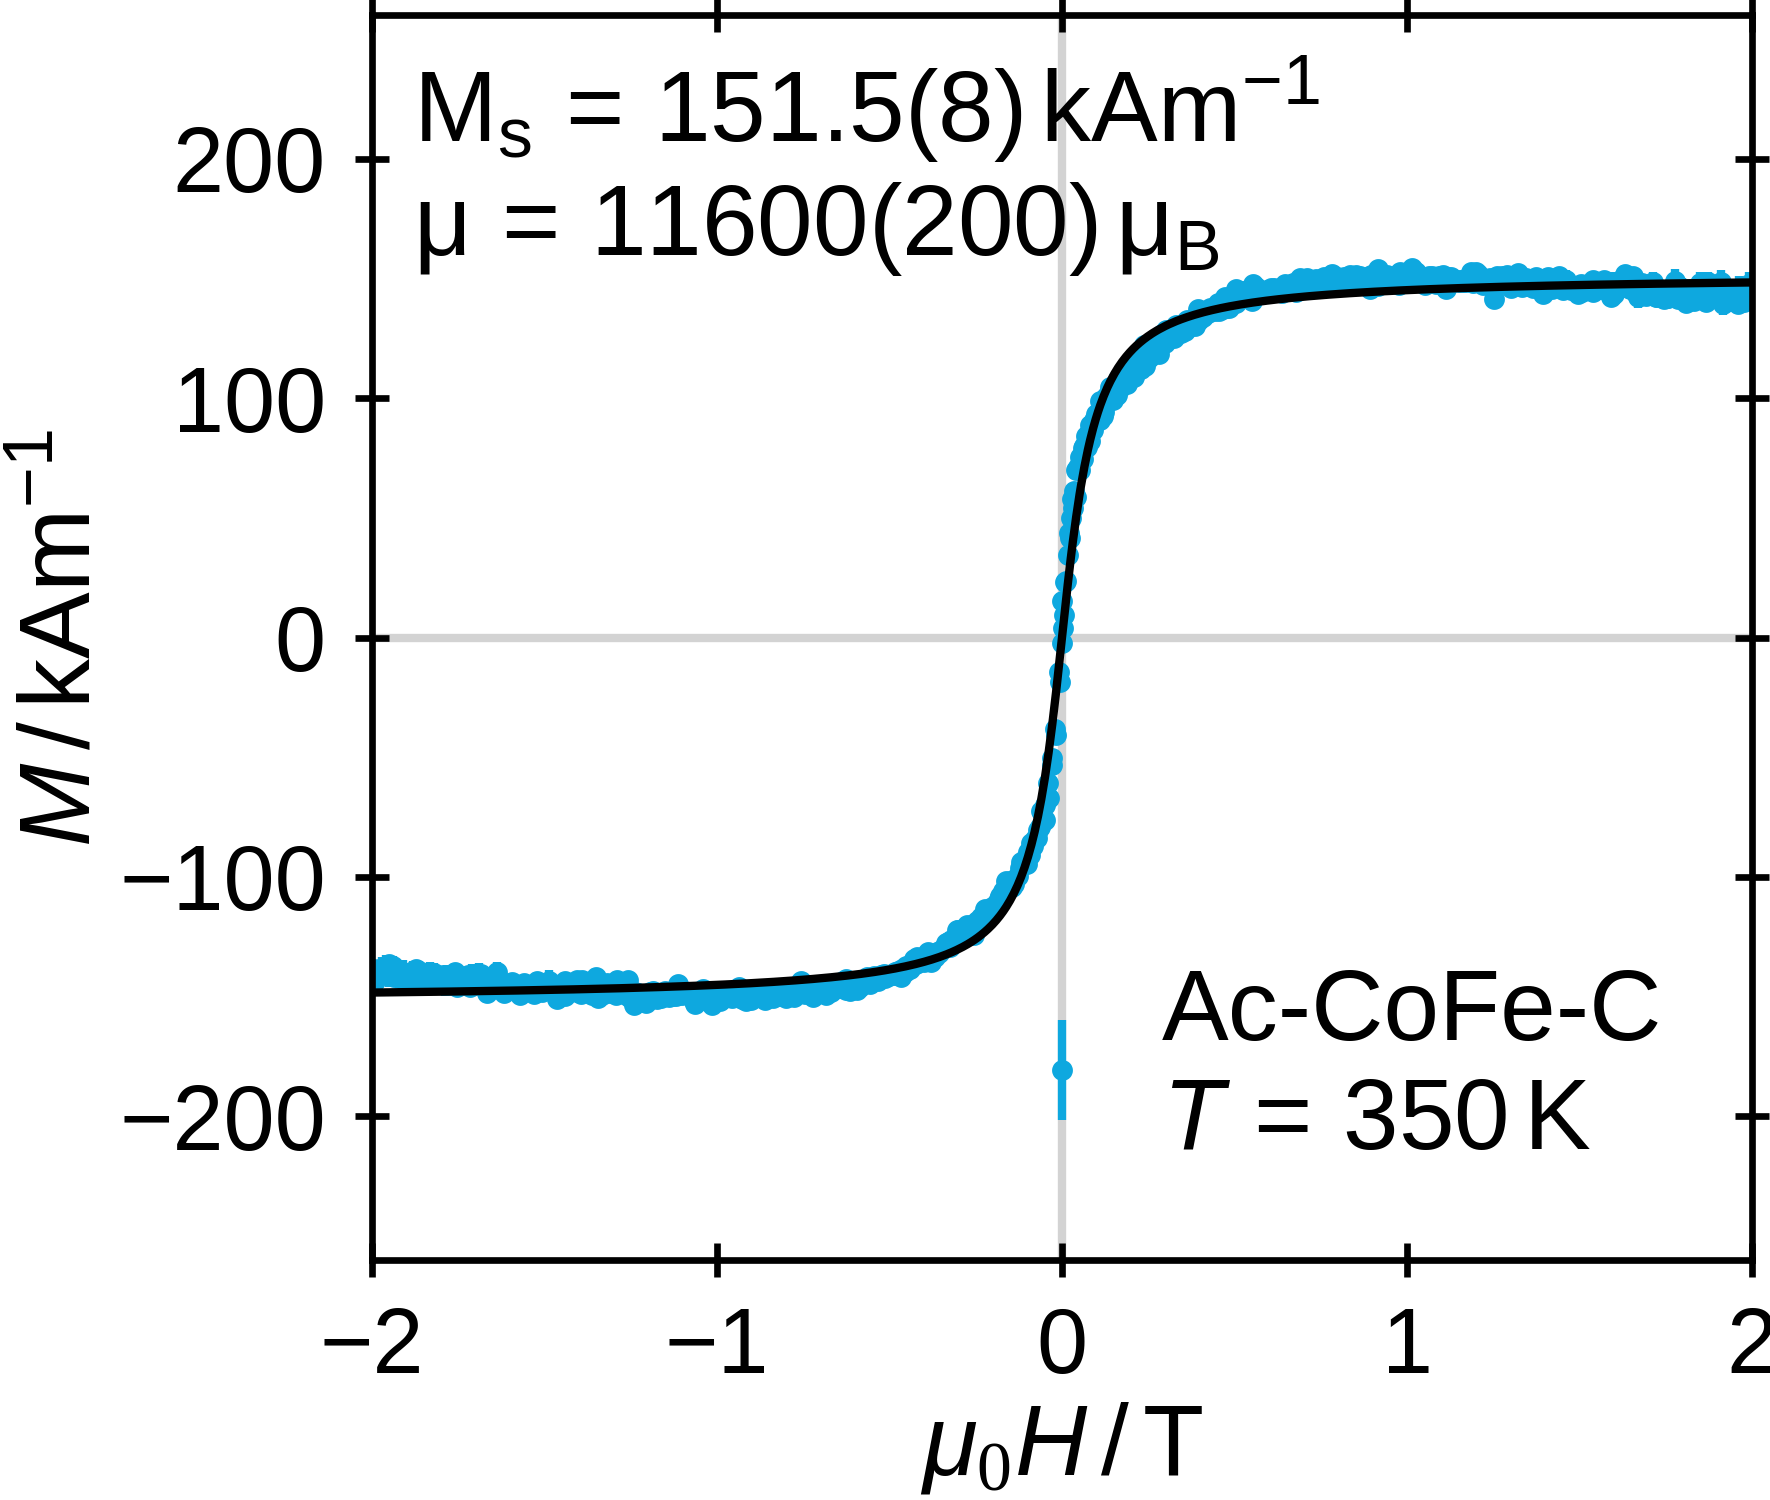 Mₛ = 151.5(8) kAm⁻¹
μ = 11600(200) μ_B
200
100
0
−100
−200
M / kAm⁻¹
Ac-CoFe-C
T = 350 K
−2 −1 0 1 2
μ₀H / T